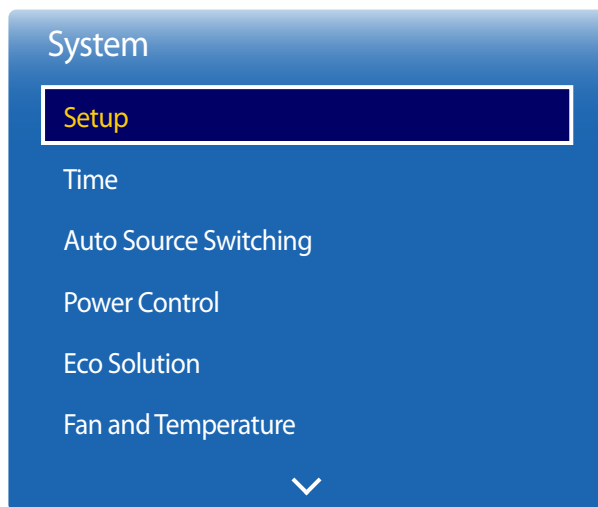 System
Setup
Time
Auto Source Switching
Power Control
Eco Solution
Fan and Temperature